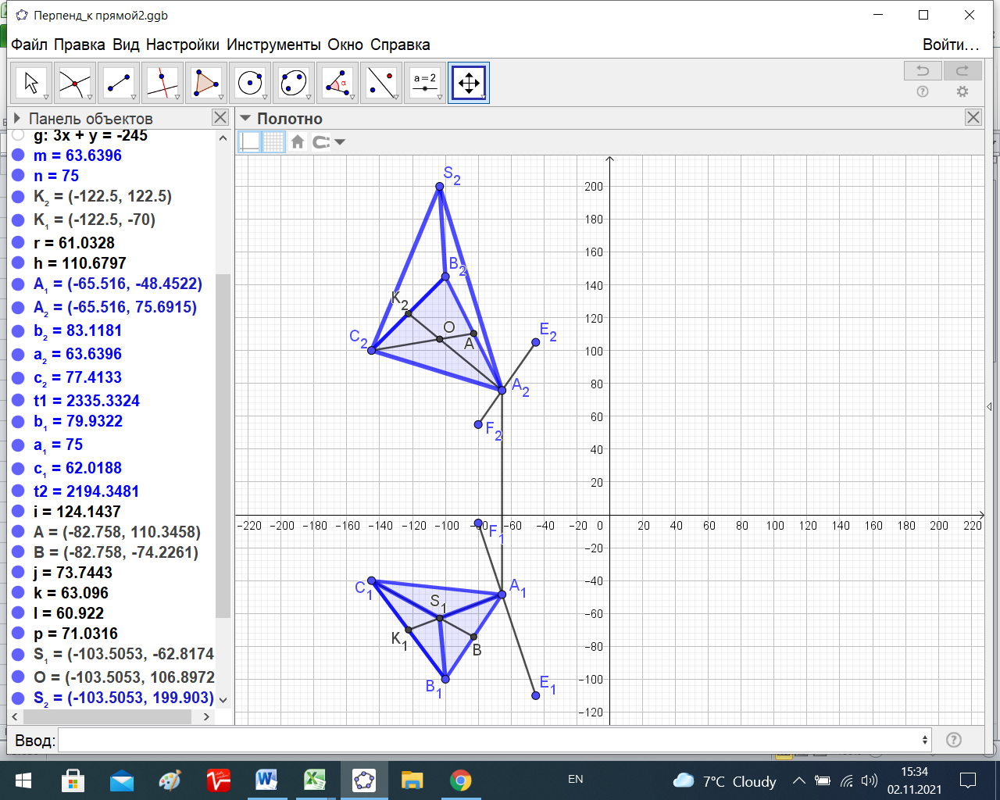 Перпенд_к прямой2.ggb
Файл Правка Вид Настройки Инструменты Окно Справка Войти…
α a = 2
Панель объектов
Полотно
g: 3x + y = -245
m = 63.6396
n = 75
K₂ = (-122.5, 122.5)
K₁ = (-122.5, -70)
r = 61.0328
h = 110.6797
A₁ = (-65.516, -48.4522)
A₂ = (-65.516, 75.6915)
b₂ = 83.1181
a₂ = 63.6396
c₂ = 77.4133
t1 = 2335.3324
b₁ = 79.9322
a₁ = 75
c₁ = 62.0188
t2 = 2194.3481
i = 124.1437
A = (-82.758, 110.3458)
B = (-82.758, -74.2261)
j = 73.7443
k = 63.096
l = 60.922
p = 71.0316
S₁ = (-103.5053, -62.8174
O = (-103.5053, 106.8972
S₂ = (-103.5053, 199.903)
S₂
200
180
160
B₂
140
K₂
120
O
E₂
C₂
A
100
A₂
80
F₂
60
40
20
−220 −200 −180 −160 −140 −120 −100 −80 −60 −40 −20 0 20 40 60 80 100 120 140 160 180 200 220
F₁
−20
−40
C₁
A₁
S₁
−60
K₁
B
−80
B₁
E₁
−100
−120
Ввод:
EN
7°C Cloudy
15:34
02.11.2021